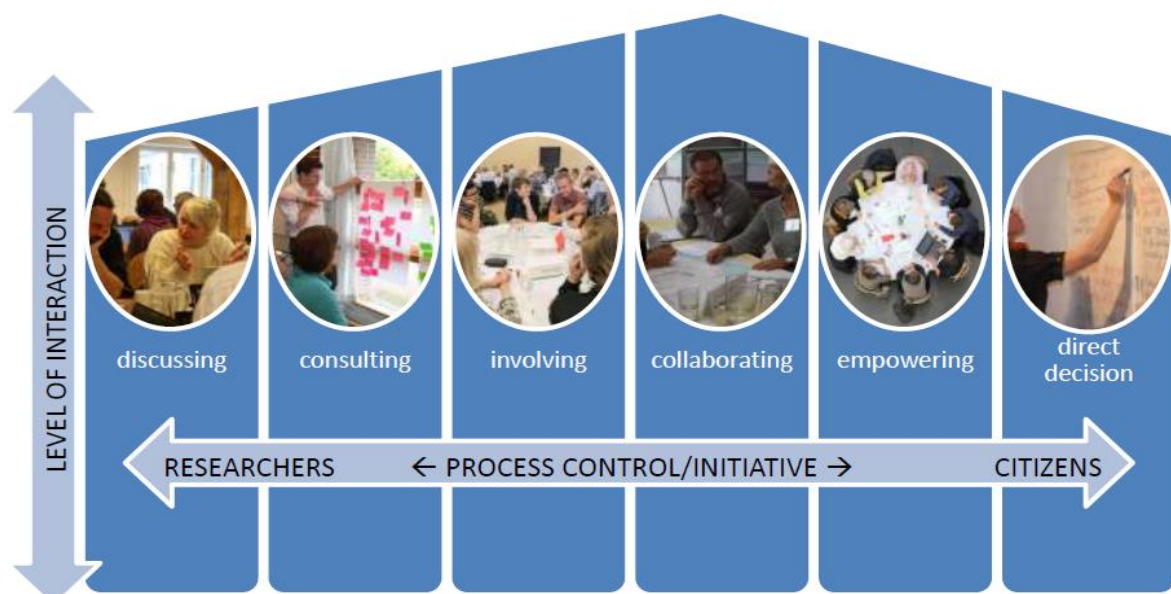 LEVEL OF INTERACTION
discussing
consulting
involving
collaborating
empowering
direct
decision
RESEARCHERS ← PROCESS CONTROL/INITIATIVE → CITIZENS